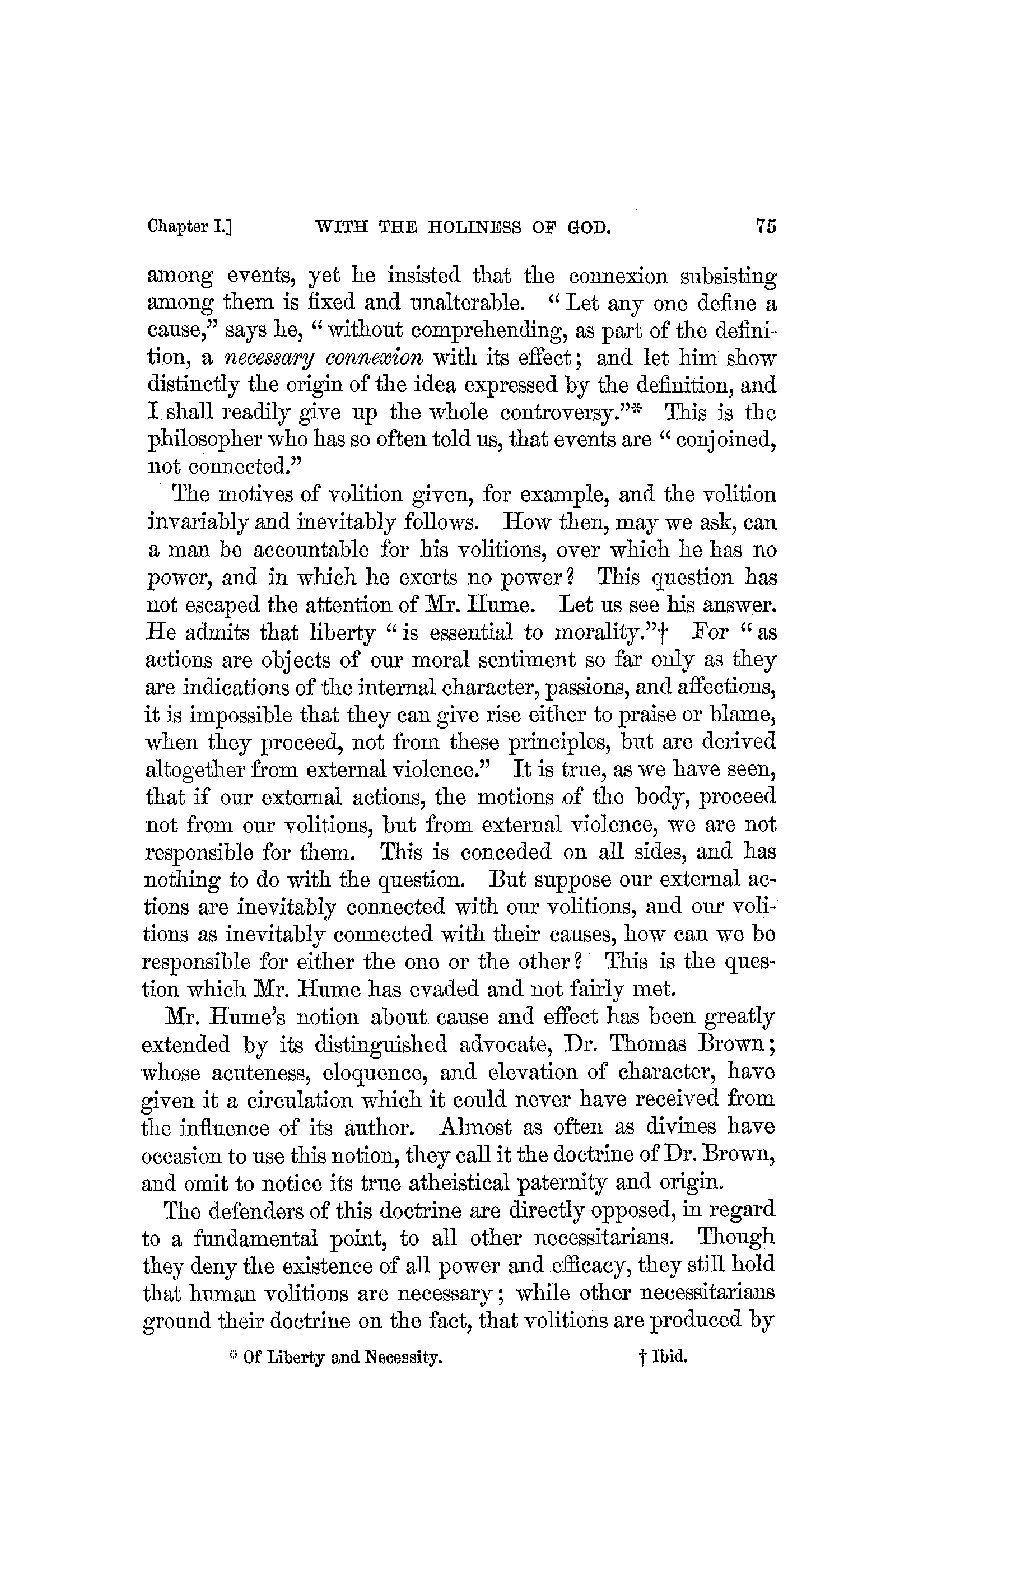 Chapter I.] WITH THE HOLINESS OF GOD. 75
among events, yet he insisted that the connexion subsisting
among them is fixed and unalterable. “Let any one define a
cause,” says he, “without comprehending, as part of the defini-
tion, a necessary connexion with its effect; and let him show
distinctly the origin of the idea expressed by the definition, and
I shall readily give up the whole controversy.”* This is the
philosopher who has so often told us, that events are “conjoined,
not connected.”
The motives of volition given, for example, and the volition
invariably and inevitably follows. How then, may we ask, can
a man be accountable for his volitions, over which he has no
power, and in which he exerts no power? This question has
not escaped the attention of Mr. Hume. Let us see his answer.
He admits that liberty “is essential to morality.”† For “as
actions are objects of our moral sentiment so far only as they
are indications of the internal character, passions, and affections,
it is impossible that they can give rise either to praise or blame,
when they proceed, not from these principles, but are derived
altogether from external violence.” It is true, as we have seen,
that if our external actions, the motions of the body, proceed
not from our volitions, but from external violence, we are not
responsible for them. This is conceded on all sides, and has
nothing to do with the question. But suppose our external ac-
tions are inevitably connected with our volitions, and our voli-
tions as inevitably connected with their causes, how can we be
responsible for either the one or the other? This is the ques-
tion which Mr. Hume has evaded and not fairly met.
Mr. Hume’s notion about cause and effect has been greatly
extended by its distinguished advocate, Dr. Thomas Brown;
whose acuteness, eloquence, and elevation of character, have
given it a circulation which it could never have received from
the influence of its author. Almost as often as divines have
occasion to use this notion, they call it the doctrine of Dr. Brown,
and omit to notice its true atheistical paternity and origin.
The defenders of this doctrine are directly opposed, in regard
to a fundamental point, to all other necessitarians. Though
they deny the existence of all power and efficacy, they still hold
that human volitions are necessary; while other necessitarians
ground their doctrine on the fact, that volitions are produced by
* Of Liberty and Necessity. † Ibid.